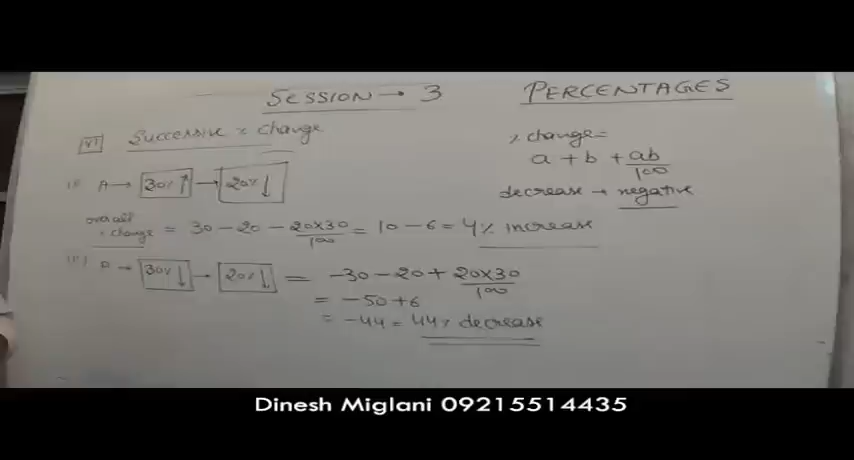 SESSION → 3
PERCENTAGES
VI Successive % change
% change =
a + b + ab/100
decrease → negative
(i) A → 30% ↑ → 20% ↓
overall % change = 30 - 20 - 20×30/100 = 10 - 6 = 4% increase
(ii) → 30% ↓ → 20% ↓ = -30 - 20 + 20×30/100
= -50 + 6
= -44 = 44% decrease
Dinesh Miglani 09215514435